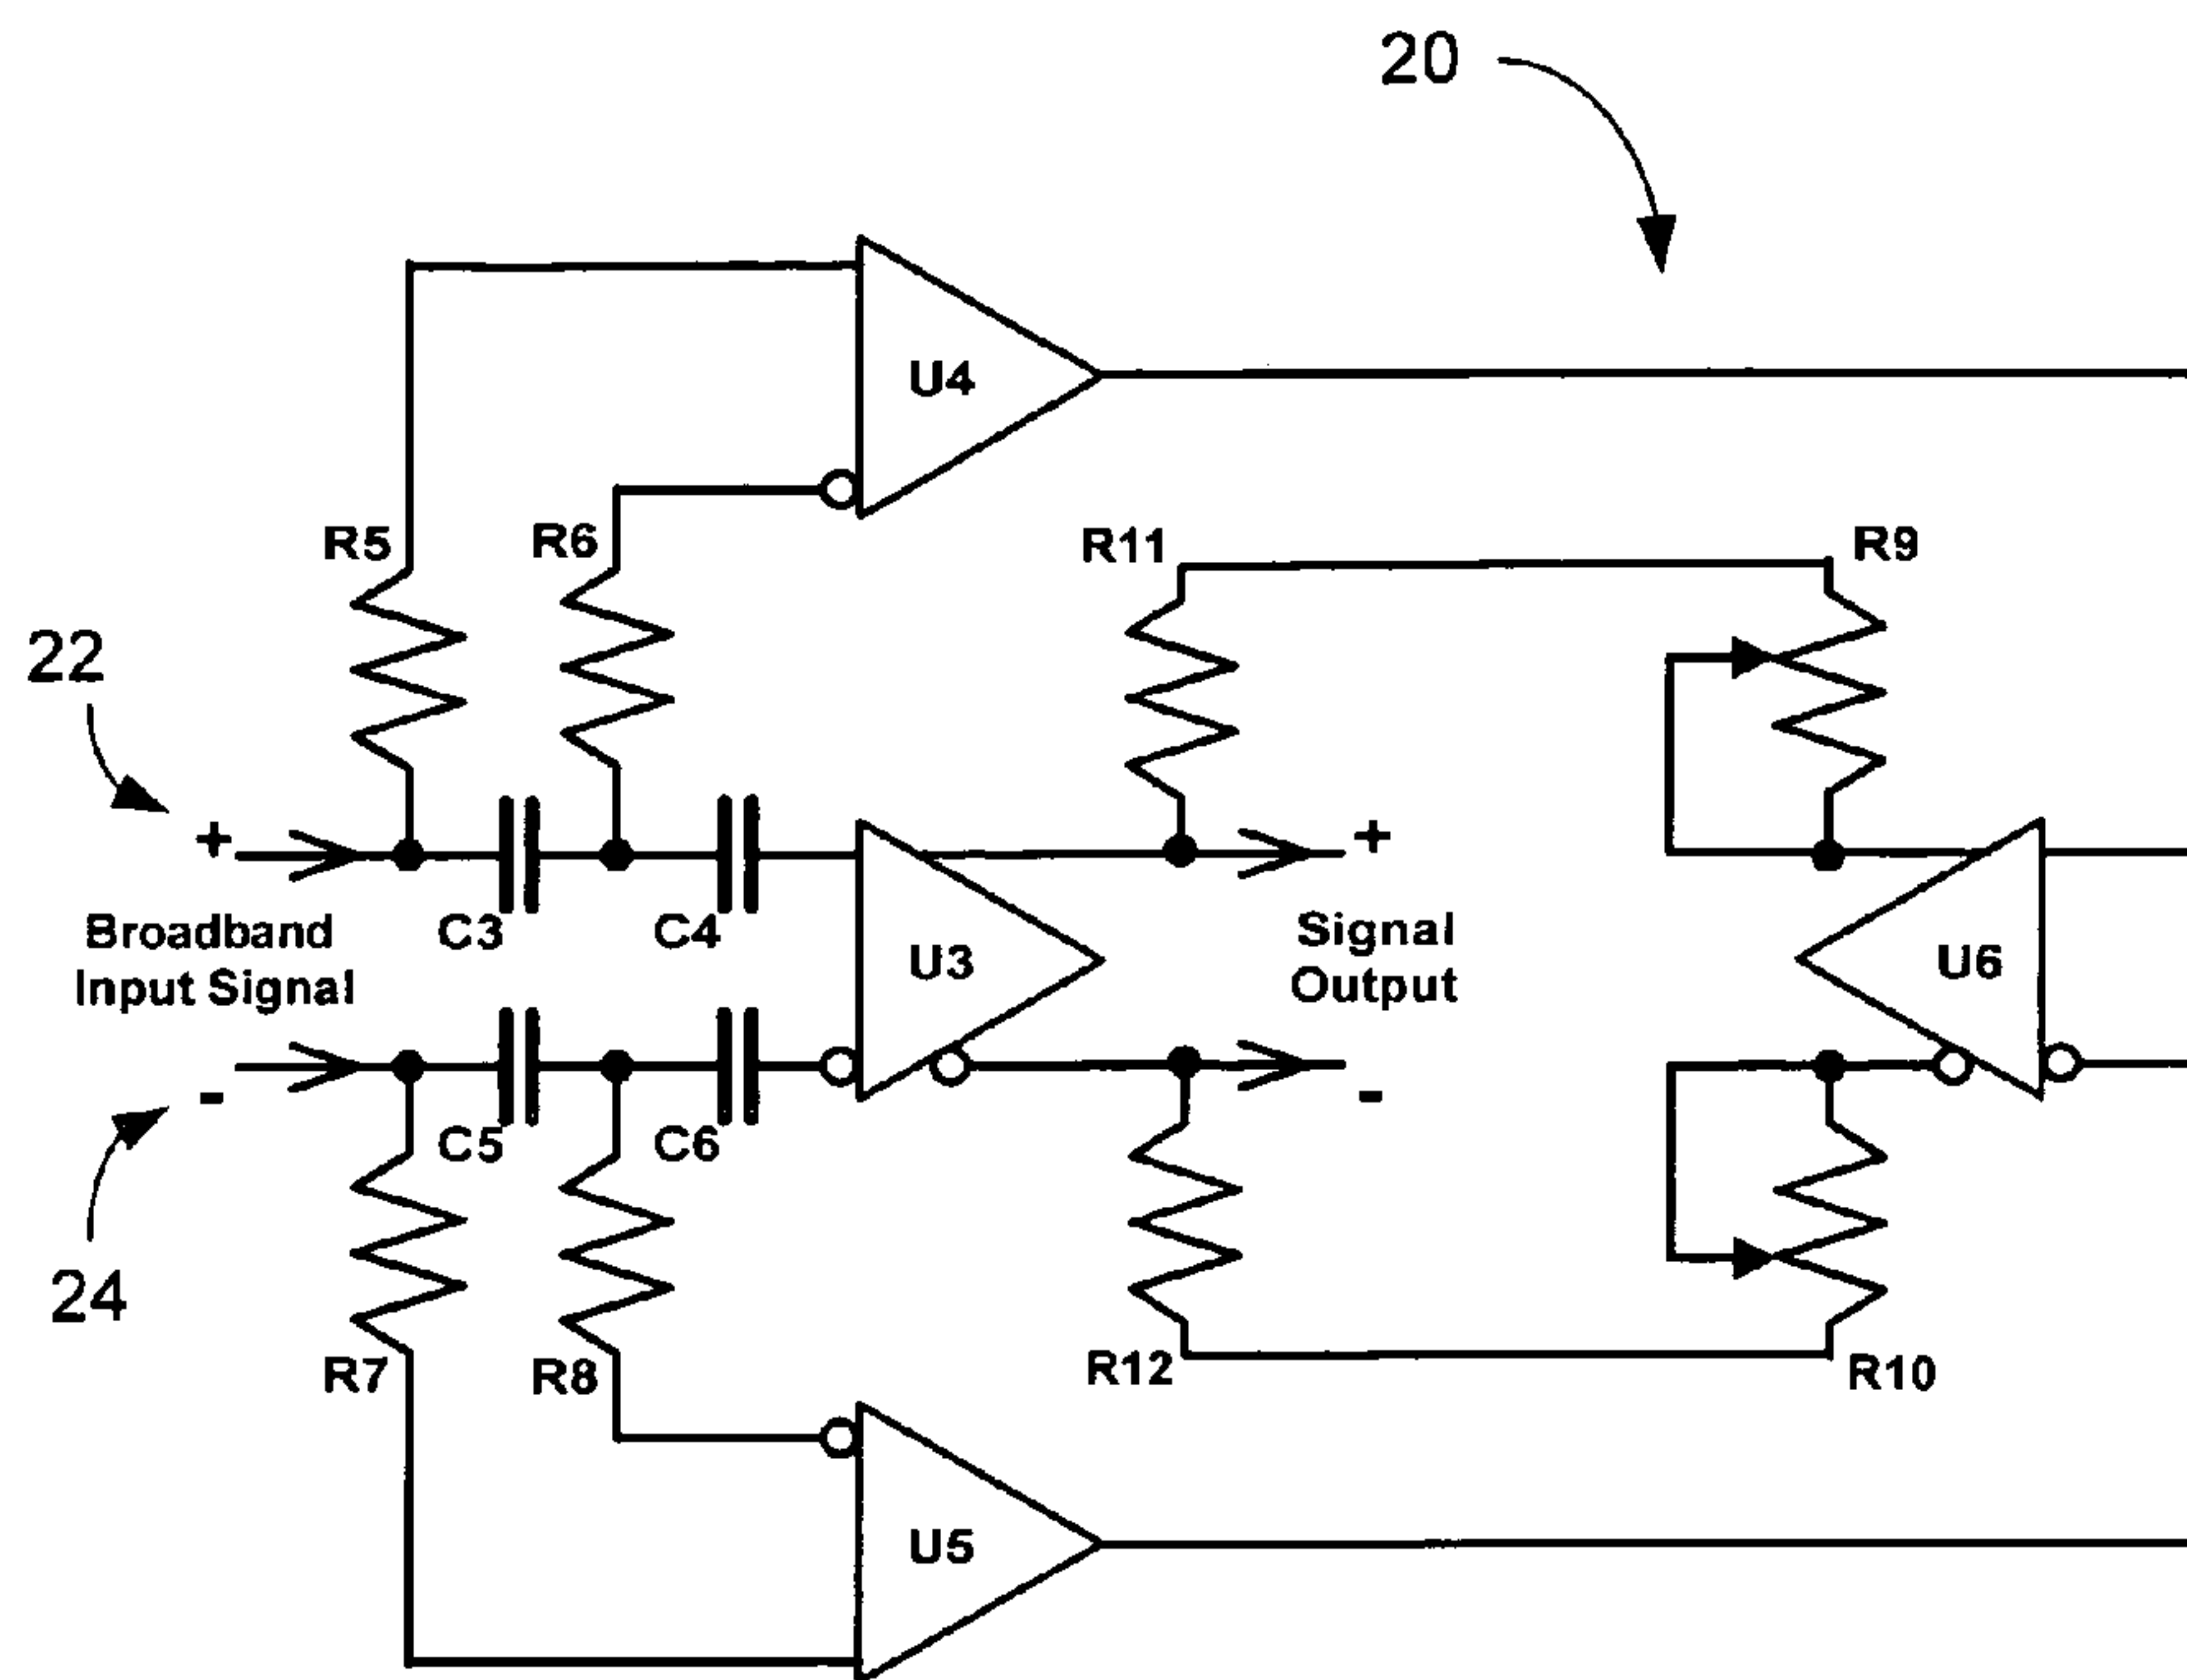 20
U4
R5
R6
R11
R9
22
+
+
C3
C4
Broadband
Input Signal
U3
Signal
Output
U6
-
-
C5
C6
24
R7
R8
R12
R10
U5